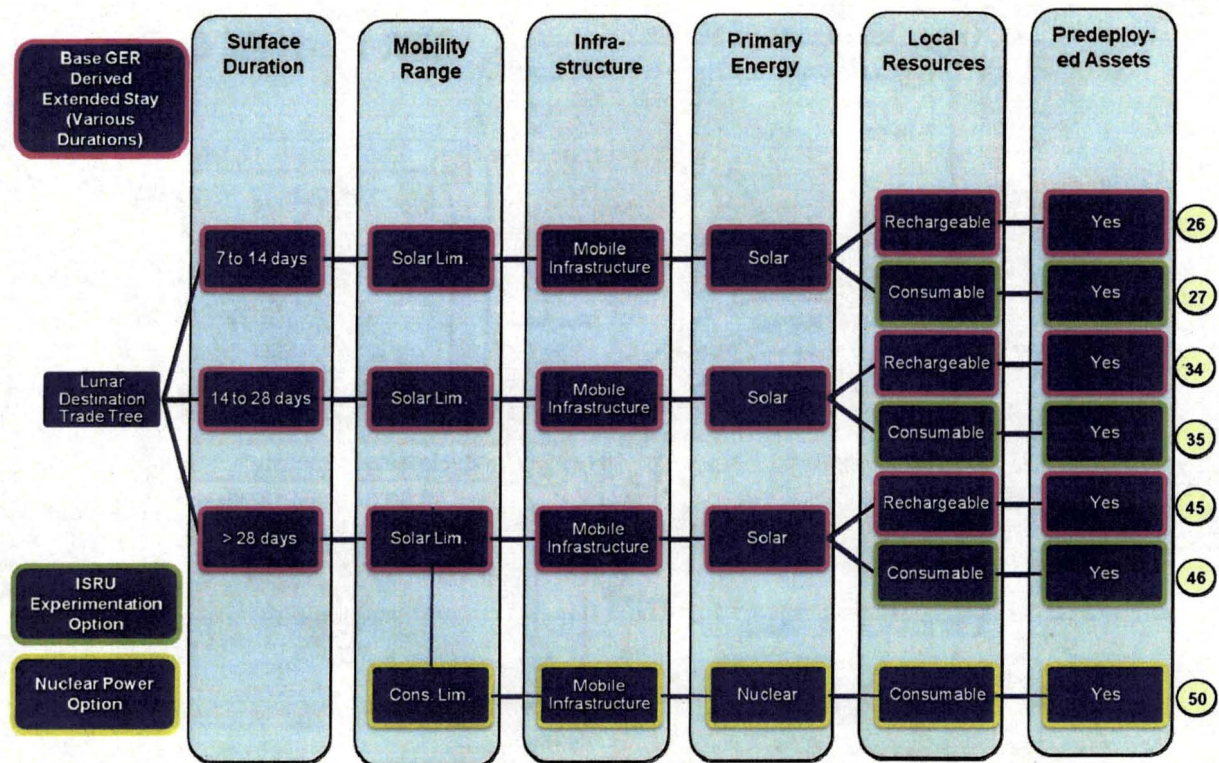 Base GER
Derived
Extended Stay
(Various
Durations)
Surface
Duration
Mobility
Range
Infra-
structure
Primary
Energy
Local
Resources
Predeploy-
ed Assets
Rechargeable
Yes
26
7 to 14 days
Solar Lim.
Mobile
Infrastructure
Solar
Consumable
Yes
27
Rechargeable
Yes
34
Lunar
Destination
Trade Tree
14 to 28 days
Solar Lim.
Mobile
Infrastructure
Solar
Consumable
Yes
35
Rechargeable
Yes
45
> 28 days
Solar Lim.
Mobile
Infrastructure
Solar
Consumable
Yes
46
ISRU
Experimentation
Option
Nuclear Power
Option
Cons. Lim.
Mobile
Infrastructure
Nuclear
Consumable
Yes
50